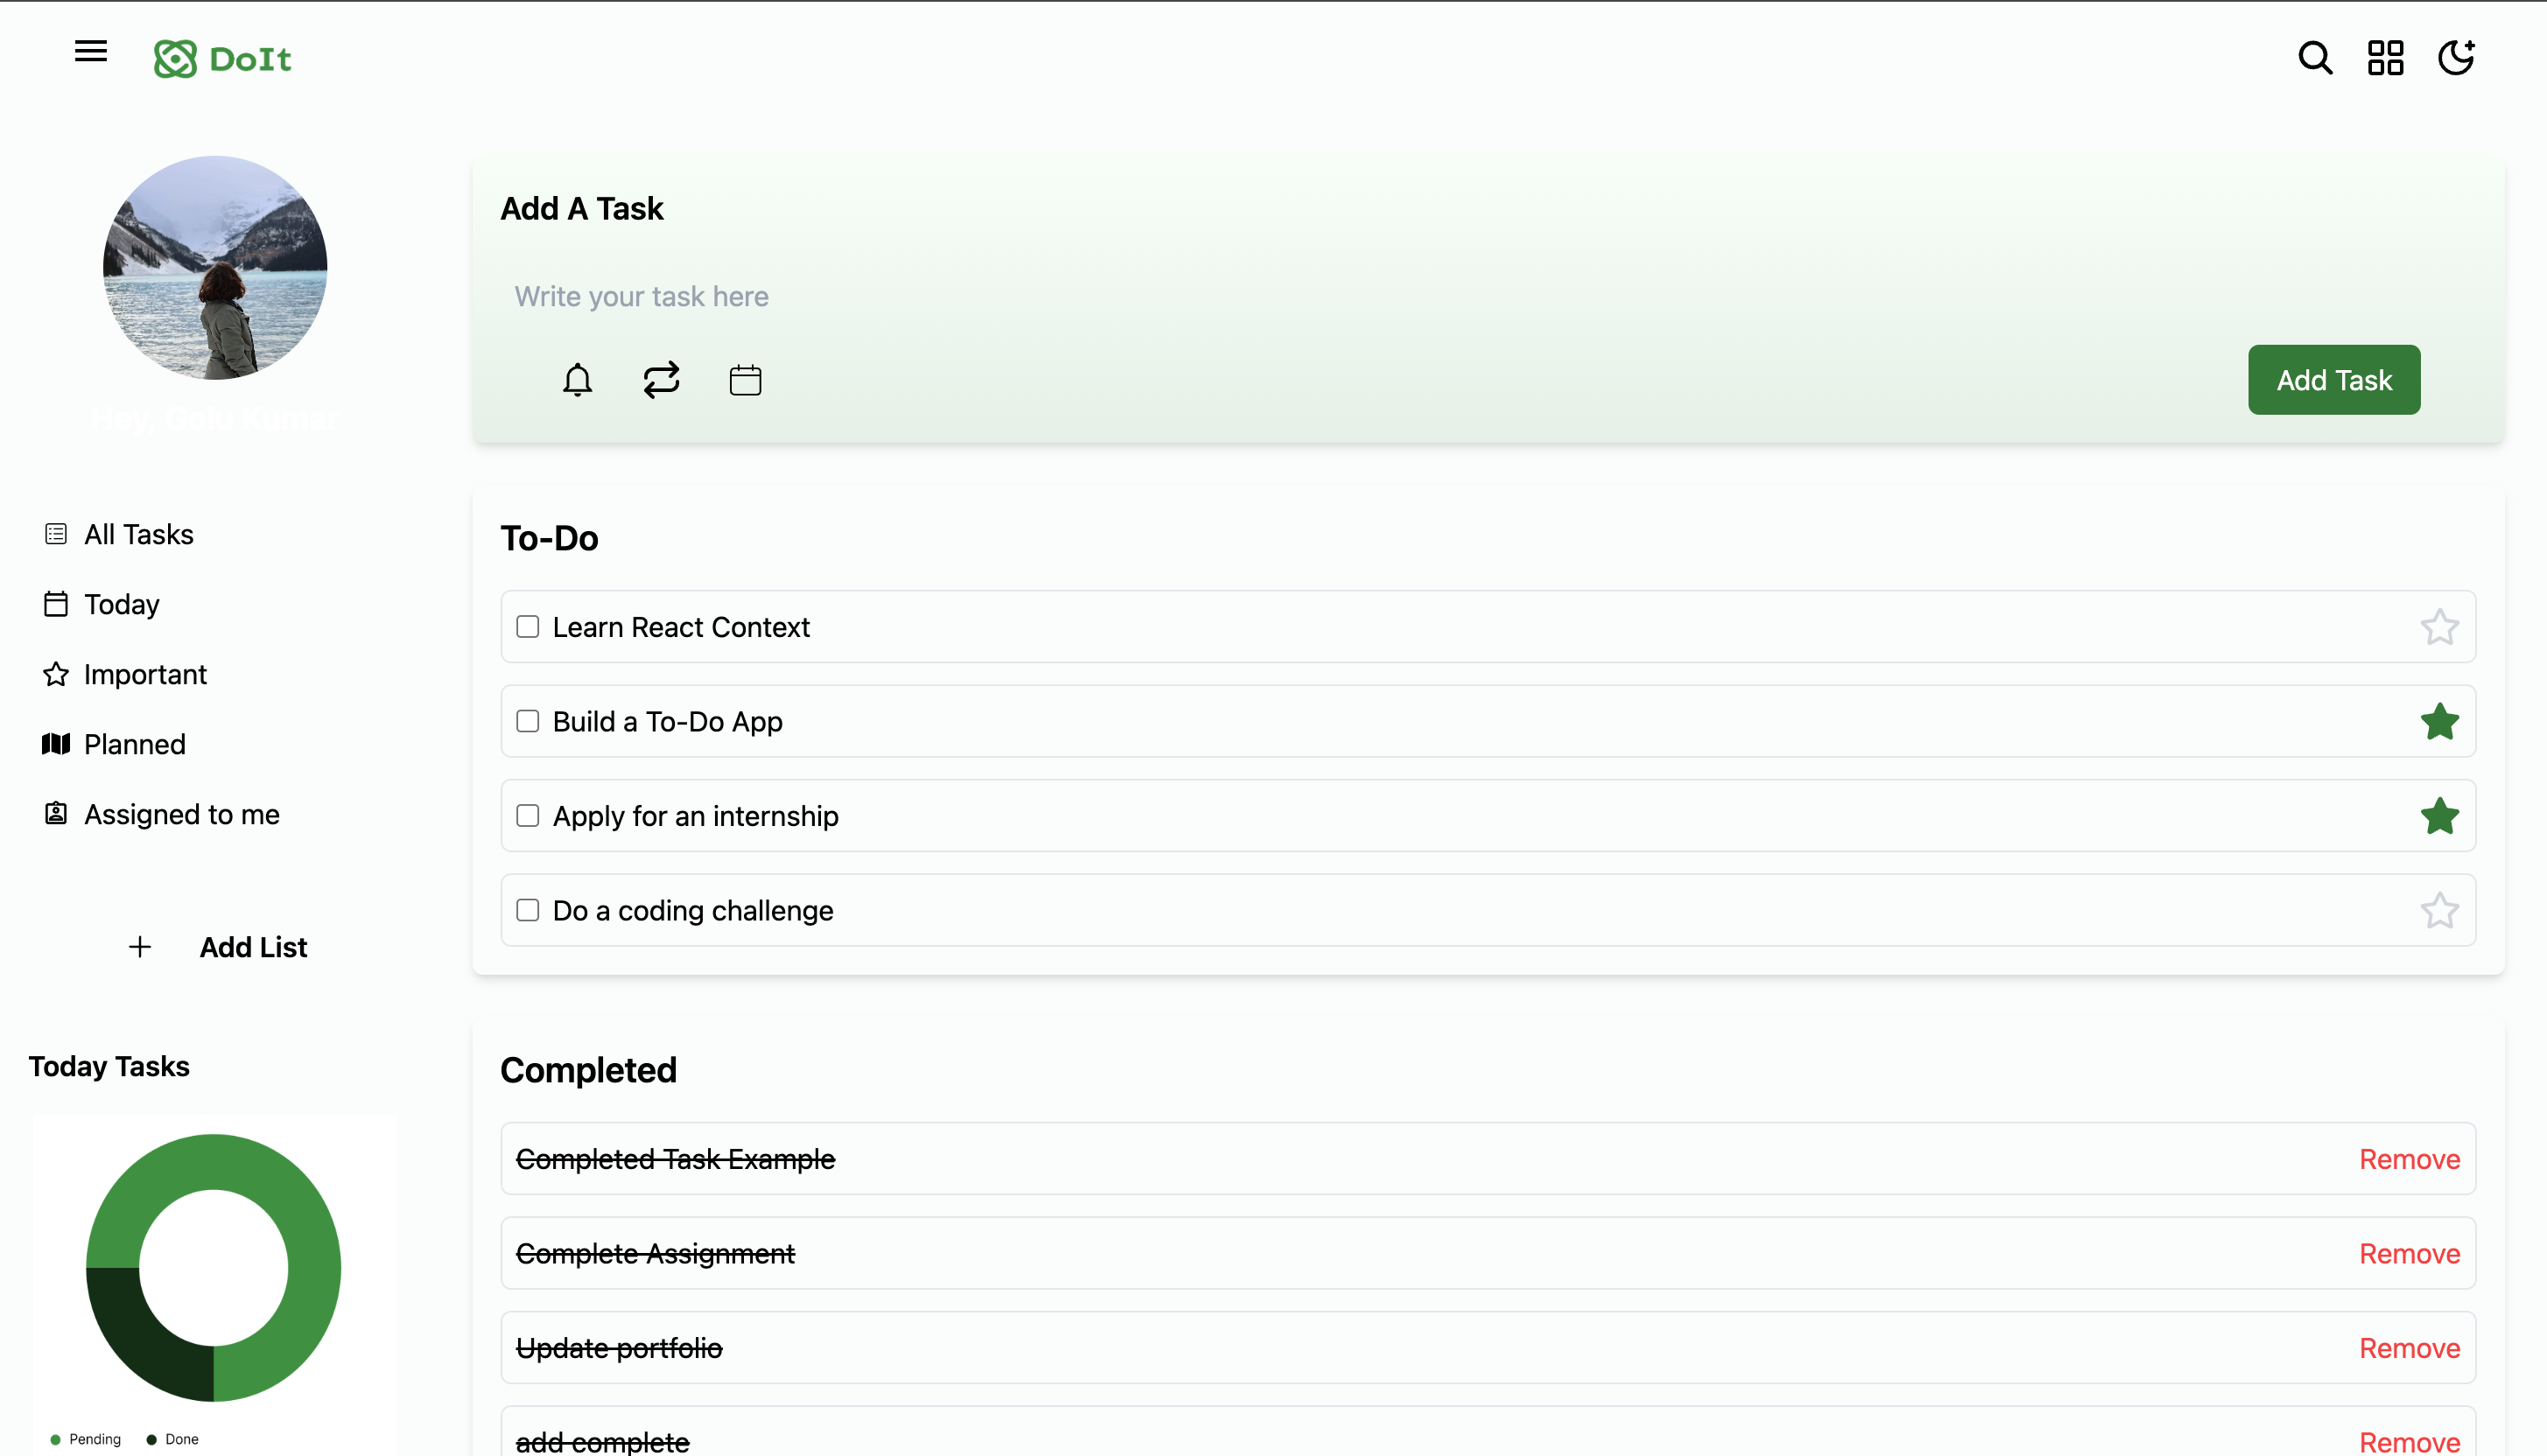 DoIt
Hey, Golu Kumar
All Tasks
Today
Important
Planned
Assigned to me
Add List
Today Tasks
Pending
Done
Add A Task
Write your task here
Add Task
To-Do
Learn React Context
Build a To-Do App
Apply for an internship
Do a coding challenge
Completed
Completed Task Example
Remove
Complete Assignment
Remove
Update portfolio
Remove
add complete
Remove